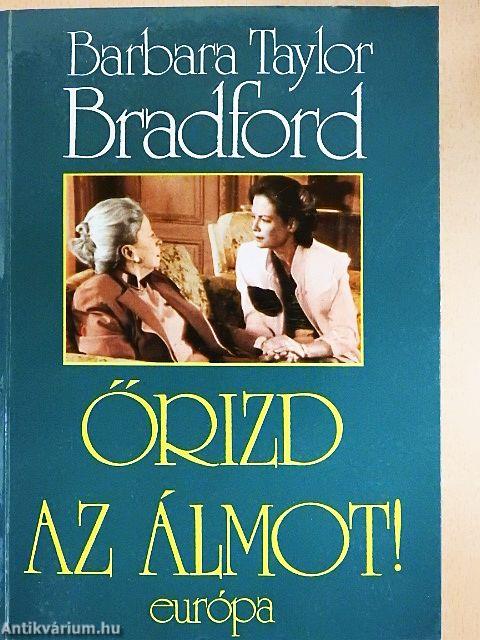 Barbara Taylor
Bradford
ŐRIZD
AZ ÁLMOT!
európa
Antikvárium.hu